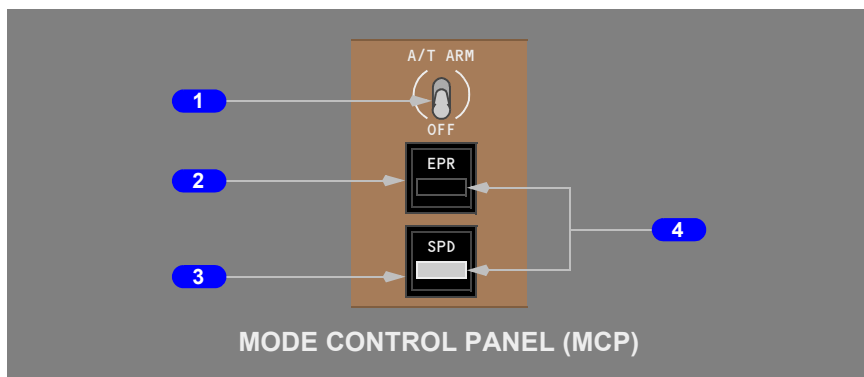 A/T ARM
1
OFF
EPR
2
4
SPD
3
MODE CONTROL PANEL (MCP)